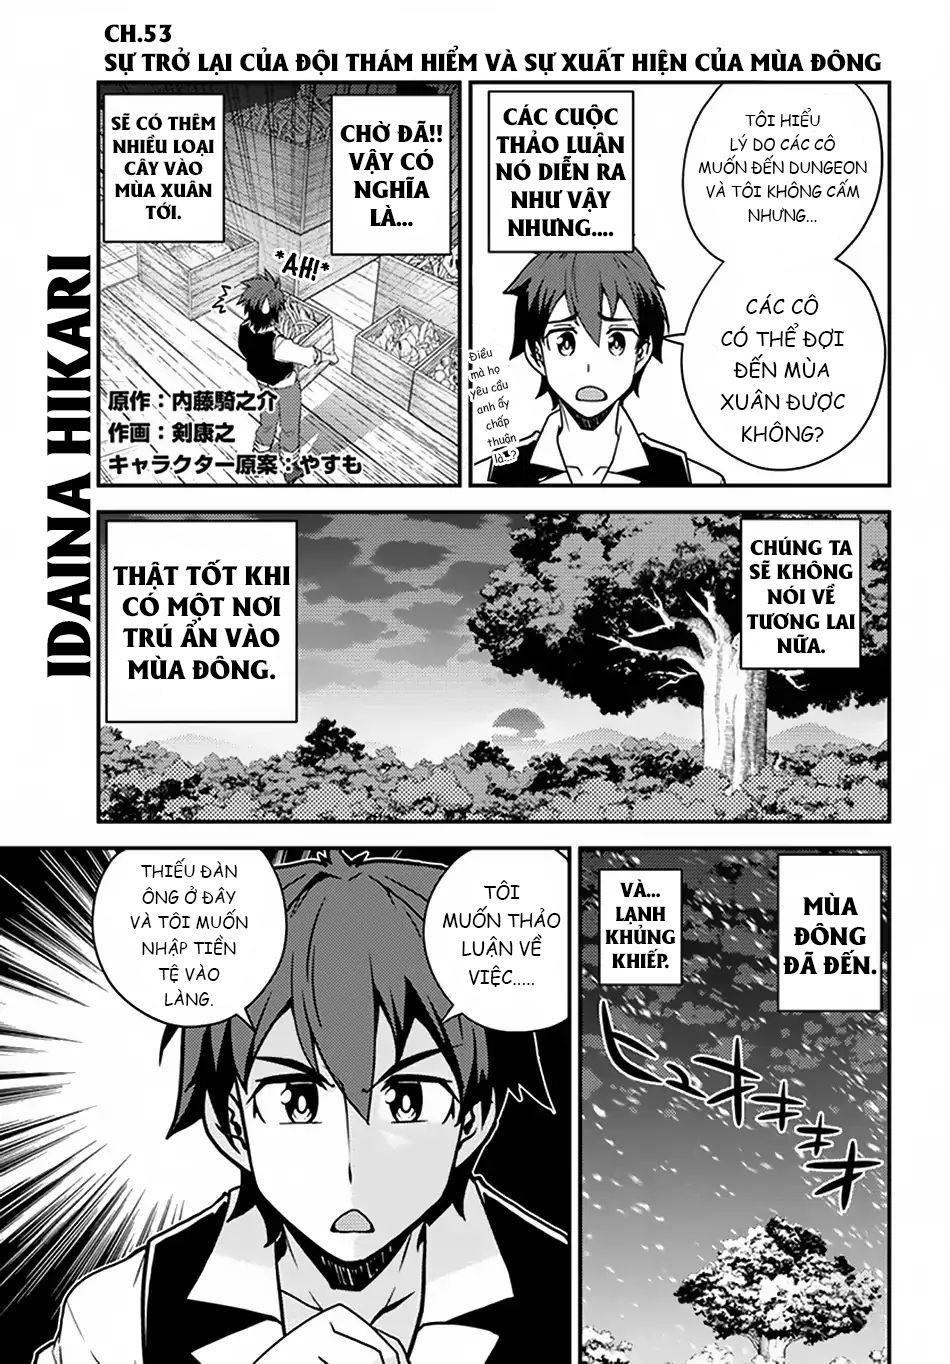 CH.53
SỰ TRỞ LẠI CỦA ĐỘI THÁM HIỂM VÀ SỰ XUẤT HIỆN CỦA MÙA ĐÔNG
TÔI HIỂU
LÝ DO CÁC CÔ
MUỐN ĐẾN DUNGEON
VÀ TÔI KHÔNG CẤM
NHƯNG...
CÁC CÔ
CÓ THỂ ĐỢI
ĐẾN MÙA
XUÂN ĐƯỢC
KHÔNG?
CÁC CUỘC
THẢO LUẬN
NÓ DIỄN RA
NHƯ VẬY
NHƯNG....
Điều
mà họ
yêu cầu
anh ấy
chấp
thuận
là...?
CHỜ ĐÃ!!
VẬY CÓ
NGHĨA
LÀ...
SẼ CÓ THÊM
NHIỀU LOẠI
CÂY VÀO
MÙA XUÂN
TỚI.
*AH!*
原作：内藤騎之介
作画：剣康之
キャラクター原案：やすも
IDAINA HIKARI
CHÚNG TA
SẼ KHÔNG
NÓI VỀ
TƯƠNG LAI
NỮA.
THẬT TỐT KHI
CÓ MỘT NƠI
TRÚ ẨN VÀO
MÙA ĐÔNG.
MÙA
ĐÔNG
ĐÃ ĐẾN.
VÀ...
LẠNH
KHỦNG
KHIẾP.
ヒュオオ
オキキ
TÔI
MUỐN THẢO
LUẬN VỀ
VIỆC.....
THIẾU ĐÀN
ÔNG Ở ĐÂY
VÀ TÔI MUỐN
NHẬP TIỀN
TỆ VÀO
LÀNG.